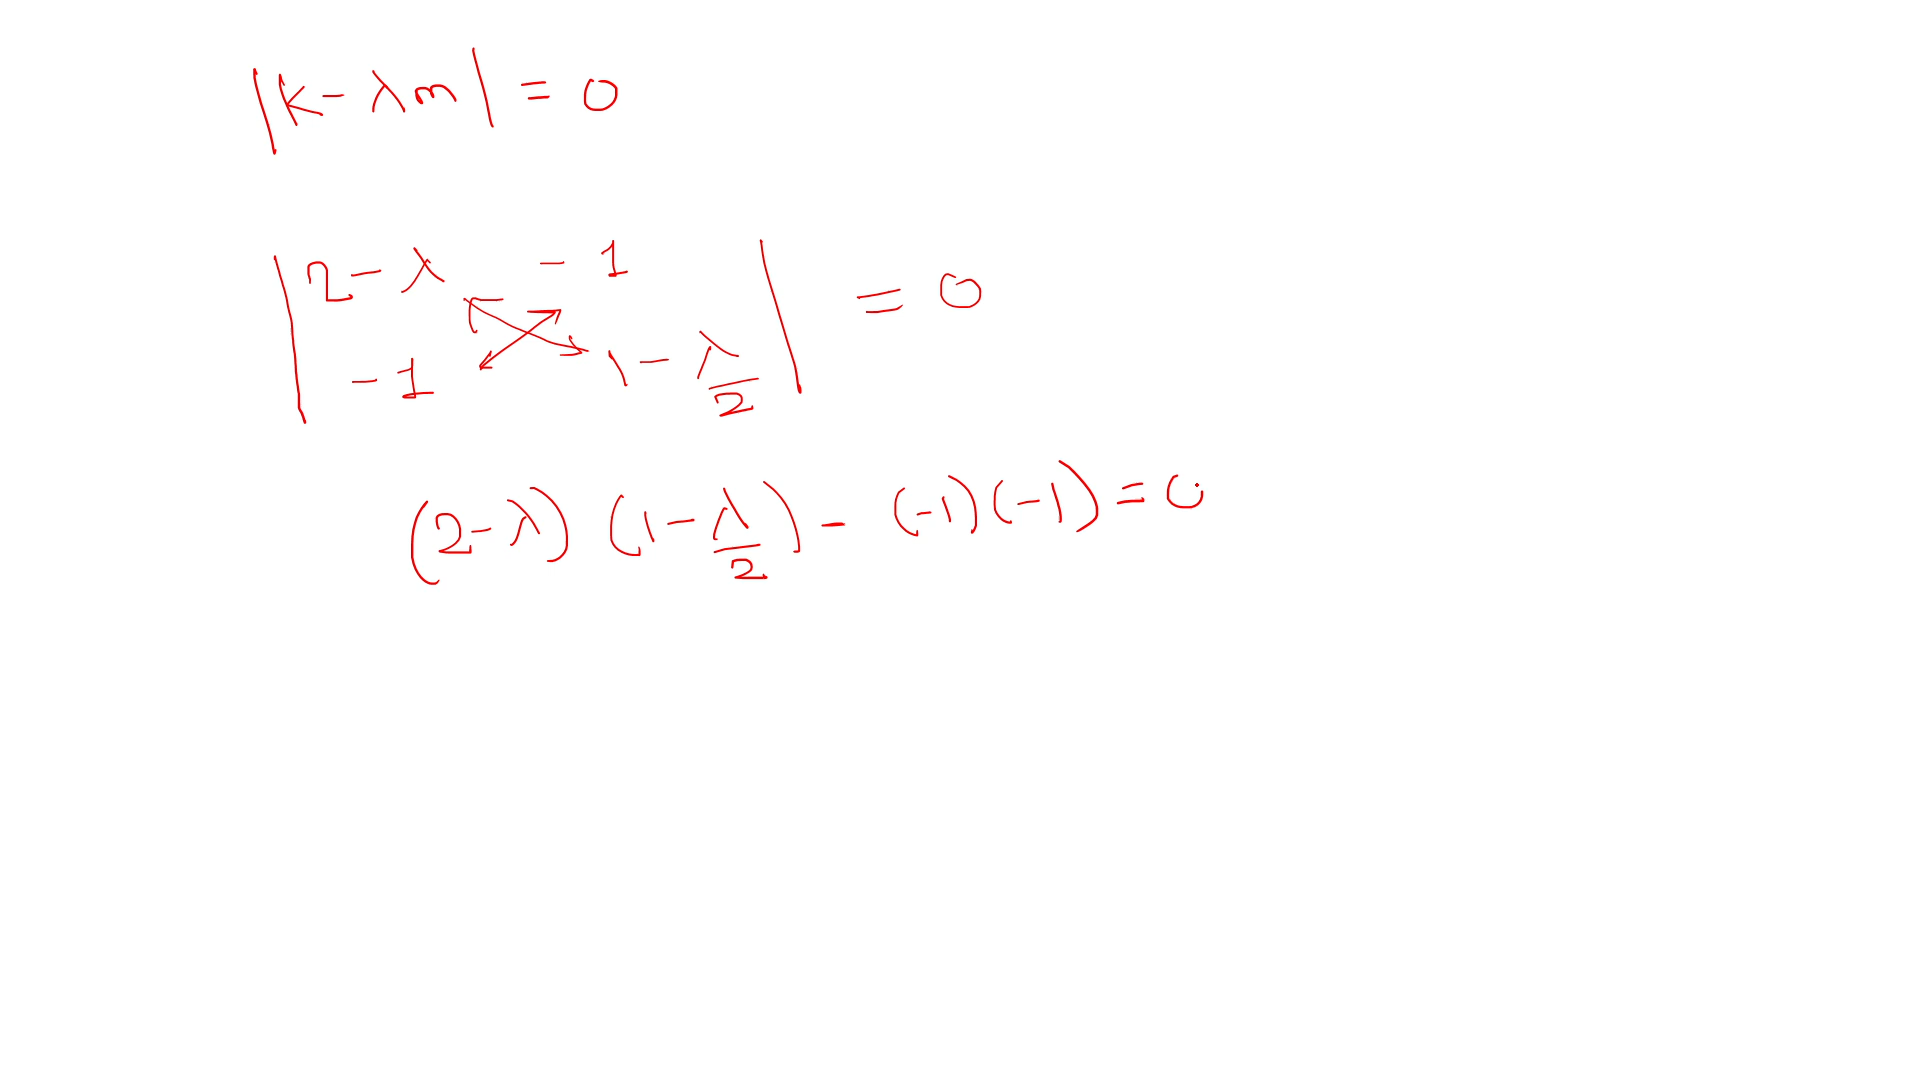 |k - λm| = 0
| 2 - λ   - 1 |
| - 1   1 - λ/2 | = 0
(2 - λ) (1 - λ/2) - (-1)(-1) = 0